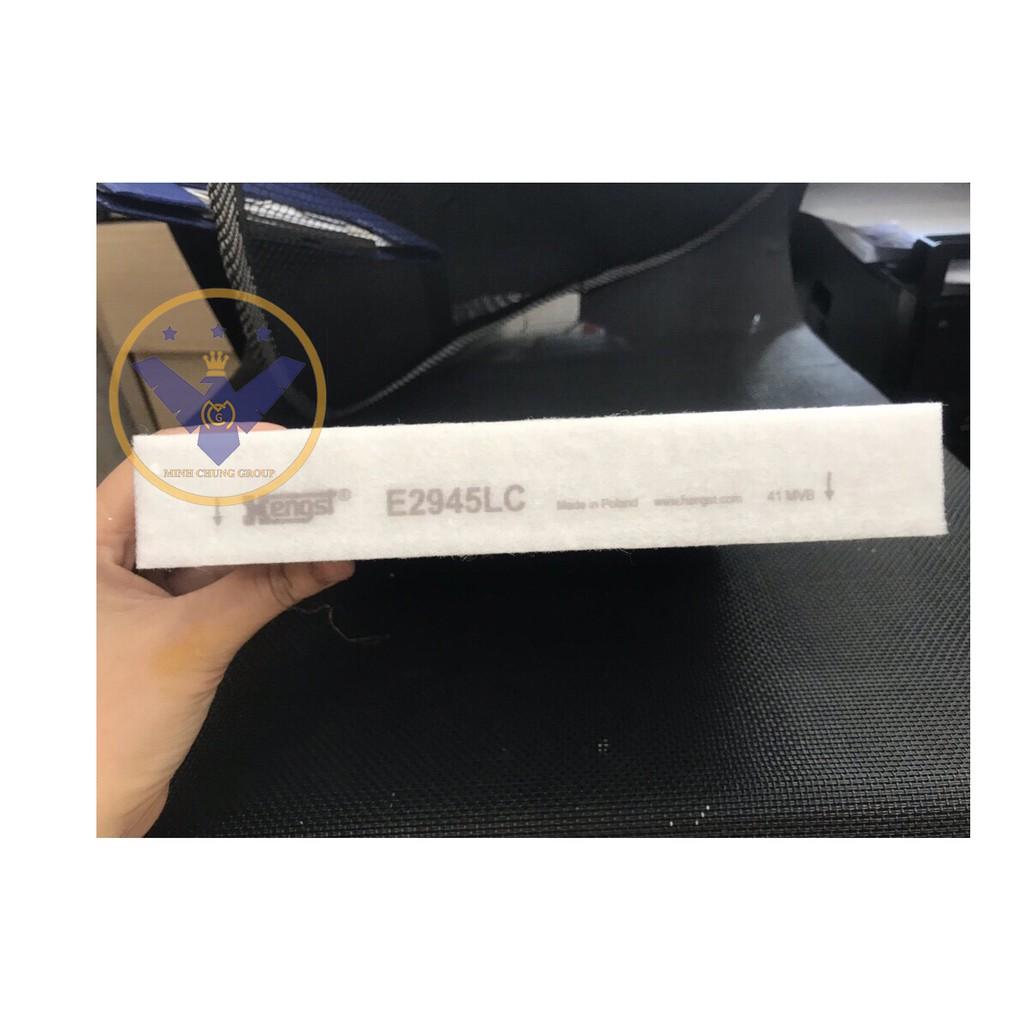 MINH CHUNG GROUP
Hengst® E2945LC Made in Poland www.hengst.com 41 MVB